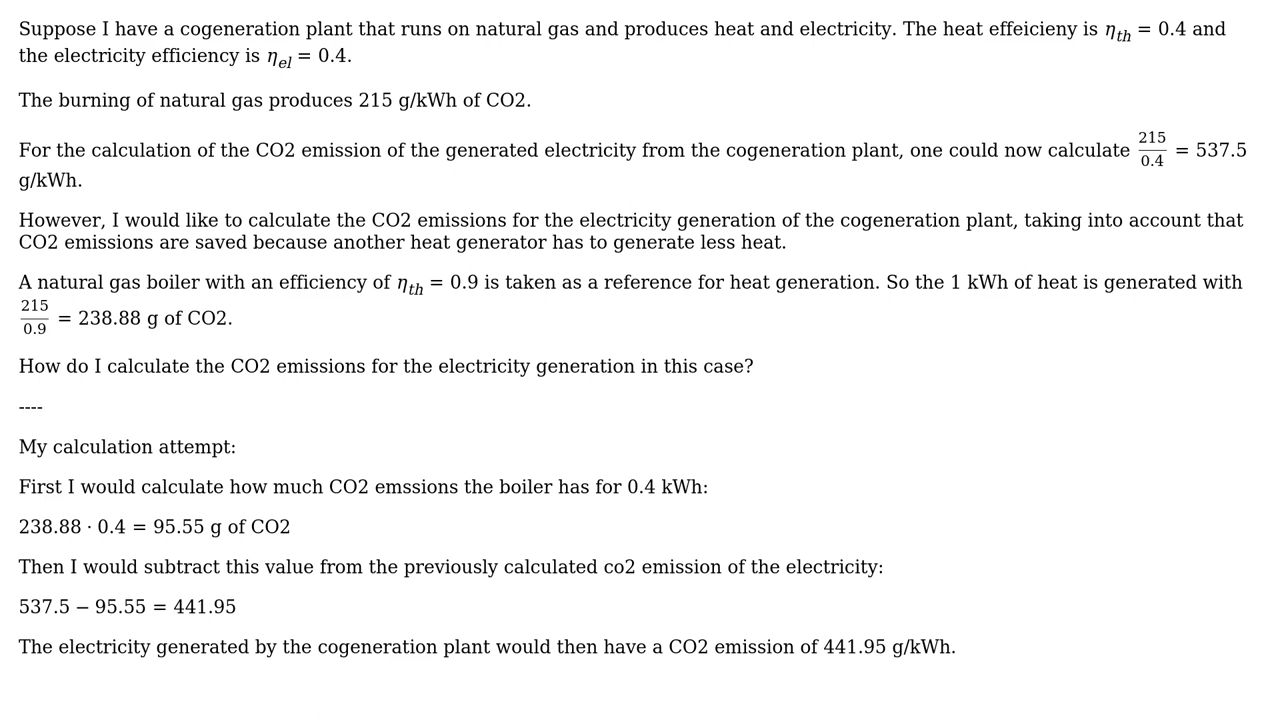 Suppose I have a cogeneration plant that runs on natural gas and produces heat and electricity. The heat effeicieny is η_th = 0.4 and
the electricity efficiency is η_el = 0.4.
The burning of natural gas produces 215 g/kWh of CO2.
For the calculation of the CO2 emission of the generated electricity from the cogeneration plant, one could now calculate 215/0.4 = 537.5
g/kWh.
However, I would like to calculate the CO2 emissions for the electricity generation of the cogeneration plant, taking into account that
CO2 emissions are saved because another heat generator has to generate less heat.
A natural gas boiler with an efficiency of η_th = 0.9 is taken as a reference for heat generation. So the 1 kWh of heat is generated with
215/0.9 = 238.88 g of CO2.
How do I calculate the CO2 emissions for the electricity generation in this case?
----
My calculation attempt:
First I would calculate how much CO2 emssions the boiler has for 0.4 kWh:
238.88 · 0.4 = 95.55 g of CO2
Then I would subtract this value from the previously calculated co2 emission of the electricity:
537.5 − 95.55 = 441.95
The electricity generated by the cogeneration plant would then have a CO2 emission of 441.95 g/kWh.